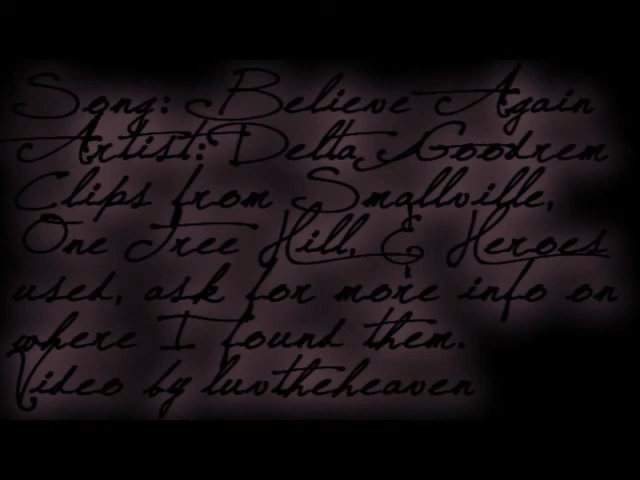 Song: Believe Again
Artist: Delta Goodrem
Clips from Smallville,
One Tree Hill, & Heroes
used, ask for more info on
where I found them.
Video by luvtheheaven